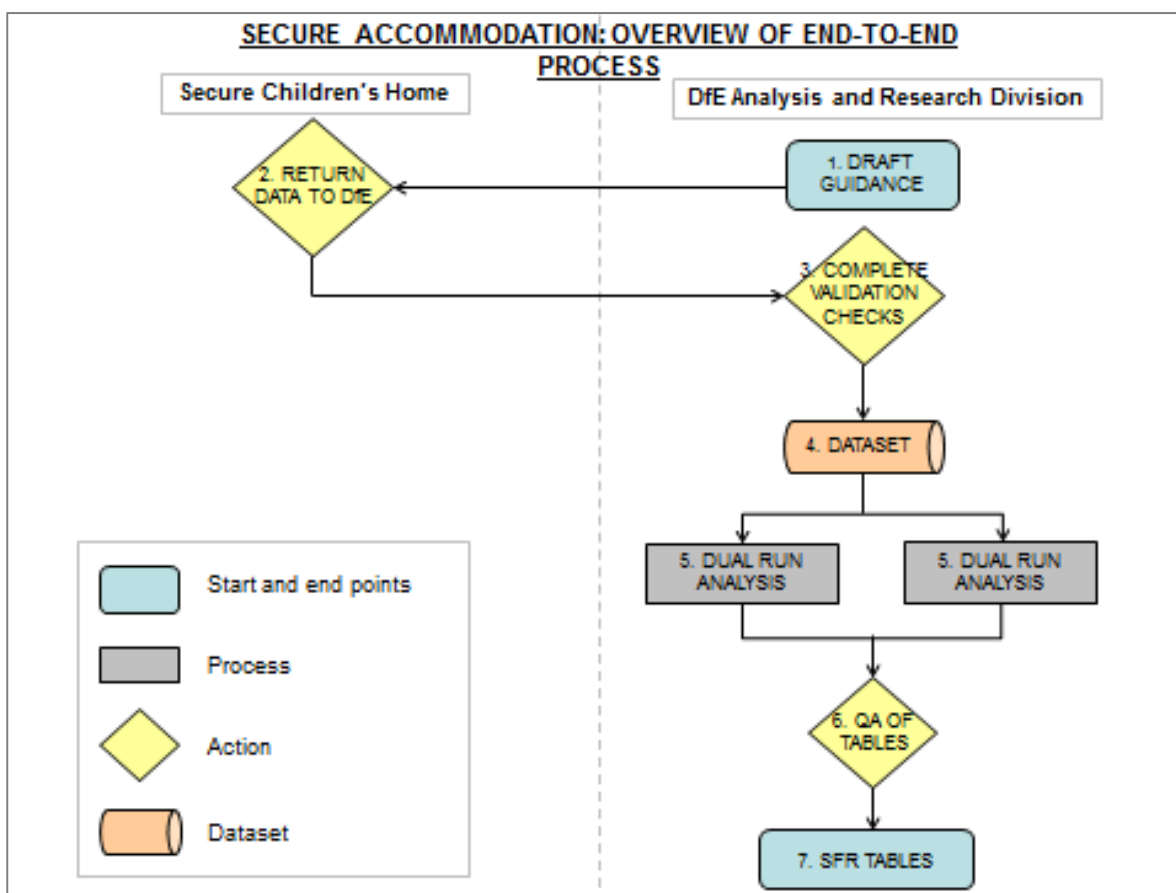 SECURE ACCOMMODATION: OVERVIEW OF END-TO-END
PROCESS
Secure Children's Home
DfE Analysis and Research Division
1. DRAFT
GUIDANCE
2. RETURN
DATA TO DfE
3. COMPLETE
VALIDATION
CHECKS
4. DATASET
5. DUAL RUN
ANALYSIS
5. DUAL RUN
ANALYSIS
6. QA OF
TABLES
7. SFR TABLES
Start and end points
Process
Action
Dataset